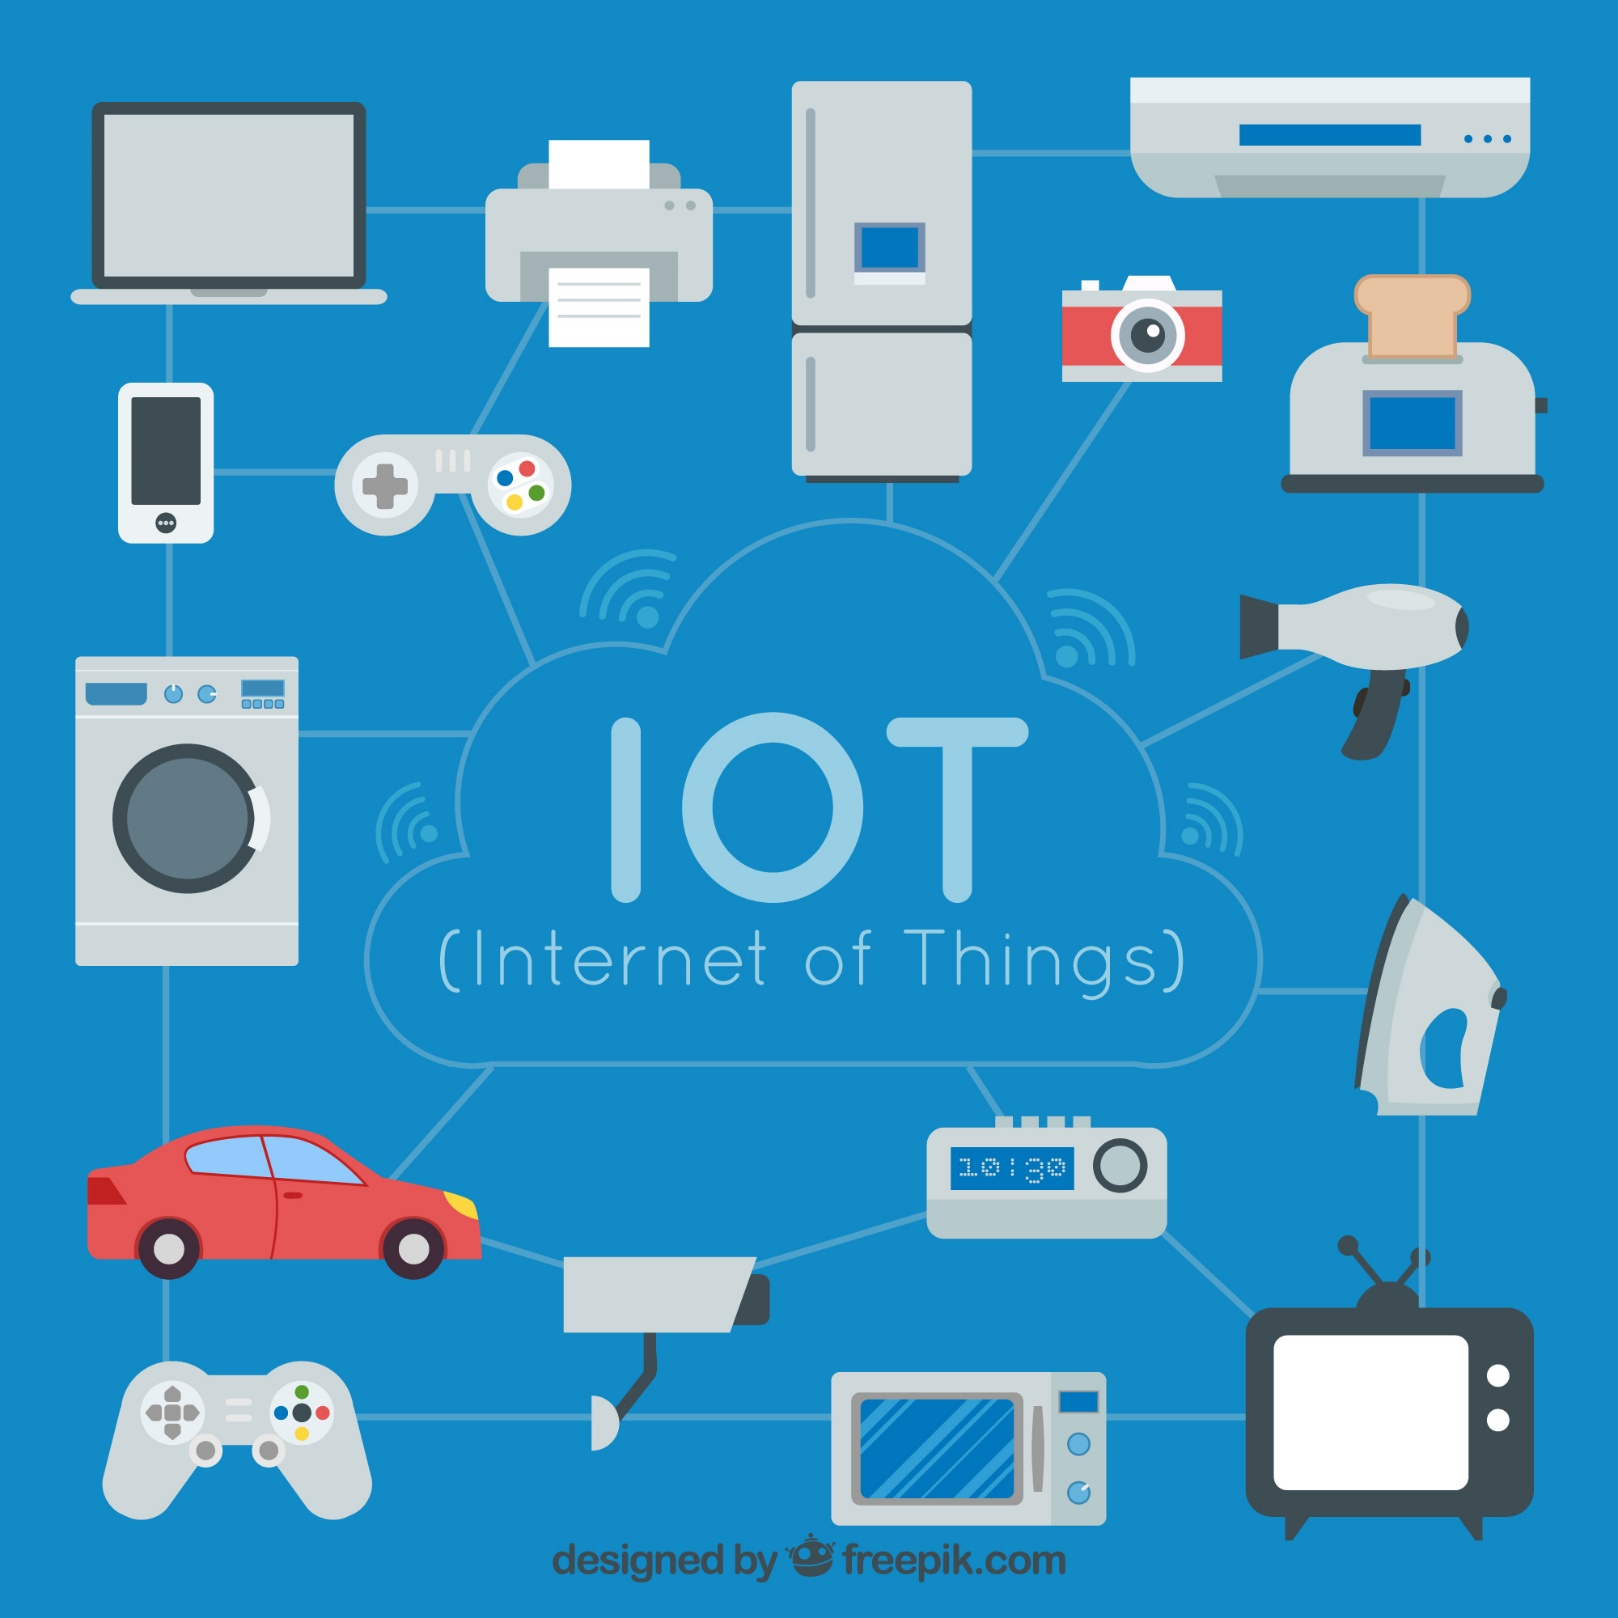 IOT
(Internet of Things)
10:30
designed by freepik.com